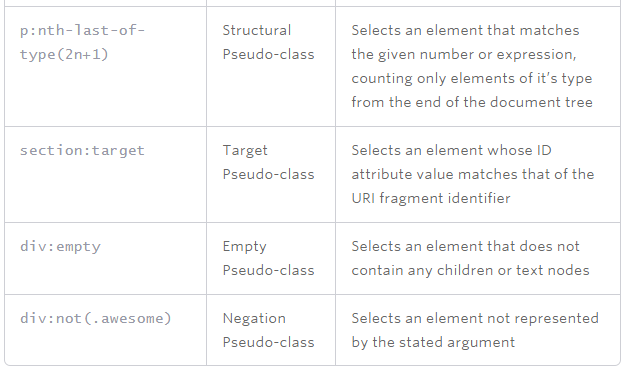 p:nth-last-of-
type(2n+1)
Structural
Pseudo-class
Selects an element that matches
the given number or expression,
counting only elements of it’s type
from the end of the document tree
section:target
Target
Pseudo-class
Selects an element whose ID
attribute value matches that of the
URI fragment identifier
div:empty
Empty
Pseudo-class
Selects an element that does not
contain any children or text nodes
div:not(.awesome)
Negation
Pseudo-class
Selects an element not represented
by the stated argument